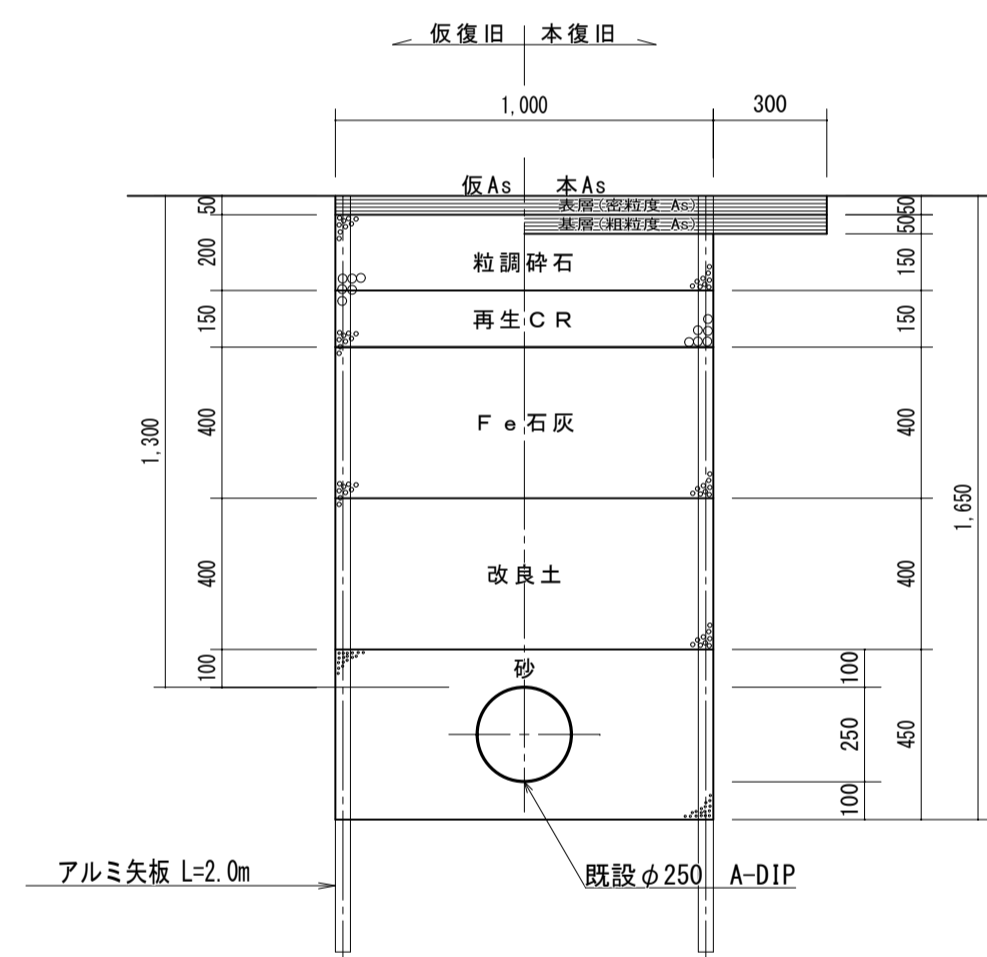 仮復旧 本復旧
1,000 300
仮As 本As
表層(密粒度 As)
基層(粗粒度 As)
粒調砕石
再生CR
Fe石灰
改良土
砂
50
200
150
400
400
100
1,300
50
50
150
150
400
400
450
1,650
100
250
100
アルミ矢板 L=2.0m
既設φ250 A-DIP